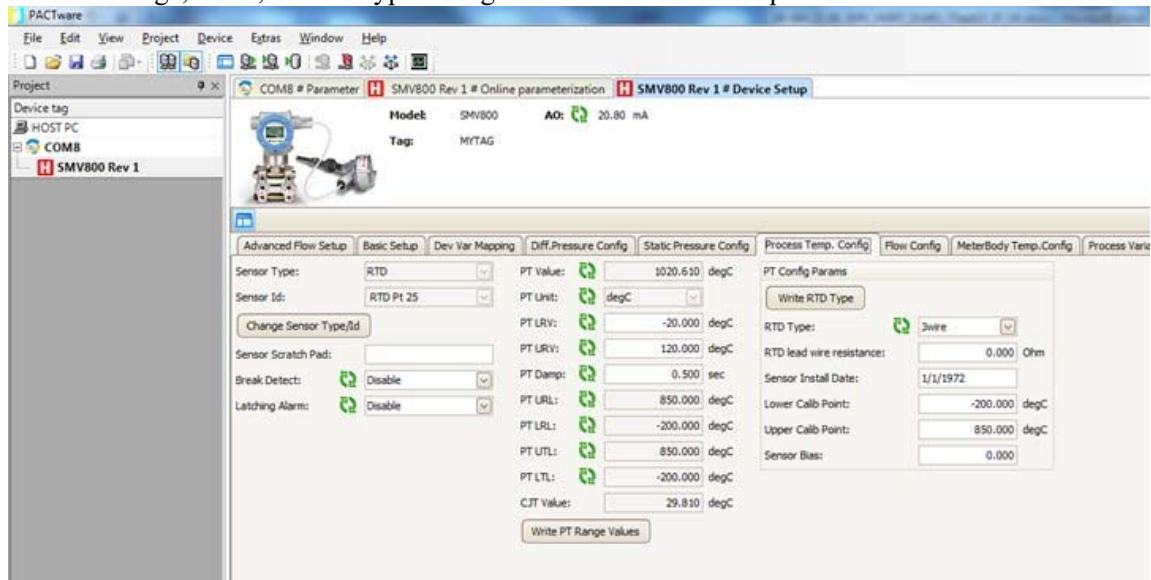 PACTware
File Edit View Project Device Extras Window Help
Project
Device tag
HOST PC
COM8
SMV800 Rev 1
COM8 # Parameter SMV800 Rev 1 # Online parameterization SMV800 Rev 1 # Device Setup
Model: SMV800 AO: 20.80 mA
Tag: MYTAG
Advanced Flow Setup Basic Setup Dev Var Mapping Diff.Pressure Config Static Pressure Config Process Temp. Config Flow Config MeterBody Temp.Config Process Varia
Sensor Type: RTD
Sensor Id: RTD Pt 25
Change Sensor Type/Id
Sensor Scratch Pad:
Break Detect: Disable
Latching Alarm: Disable
PT Value: 1020.610 degC
PT Unit: degC
PT LRV: -20.000 degC
PT URV: 120.000 degC
PT Damp: 0.500 sec
PT URL: 850.000 degC
PT LRL: -200.000 degC
PT UTL: 850.000 degC
PT LTL: -200.000 degC
CJT Value: 29.810 degC
Write PT Range Values
PT Config Params
Write RTD Type
RTD Type: 3wire
RTD lead wire resistance: 0.000 Ohm
Sensor Install Date: 1/1/1972
Lower Calib Point: -200.000 degC
Upper Calib Point: 850.000 degC
Sensor Bias: 0.000